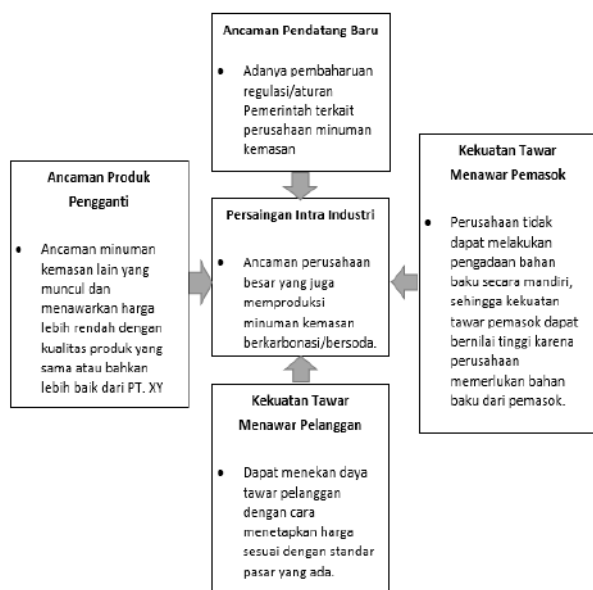 Ancaman Pendatang Baru
• Adanya pembaharuan
regulasi/aturan
Pemerintah terkait
perusahaan minuman
kemasan
Ancaman Produk
Pengganti
• Ancaman minuman
kemasan lain yang
muncul dan
menawarkan harga
lebih rendah dengan
kualitas produk yang
sama atau bahkan
lebih baik dari PT. XY
Persaingan Intra Industri
• Ancaman perusahaan
besar yang juga
memproduksi
minuman kemasan
berkarbonasi/bersoda.
Kekuatan Tawar
Menawar Pemasok
• Perusahaan tidak
dapat melakukan
pengadaan bahan
baku secara mandiri,
sehingga kekuatan
tawar pemasok dapat
bernilai tinggi karena
perusahaan
memerlukan bahan
baku dari pemasok.
Kekuatan Tawar
Menawar Pelanggan
• Dapat menekan daya
tawar pelanggan
dengan cara
menetapkan harga
sesuai dengan standar
pasar yang ada.